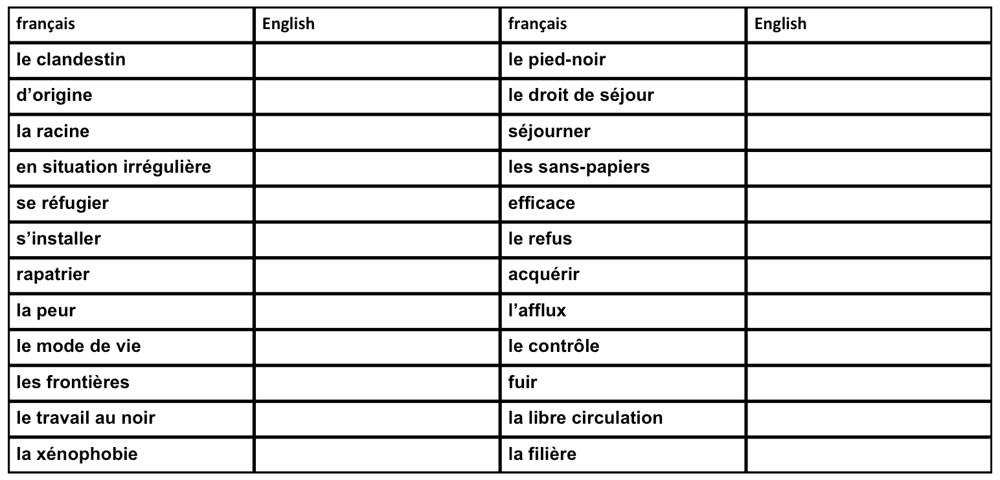 français English français English
le clandestin le pied-noir
d’origine le droit de séjour
la racine séjourner
en situation irrégulière les sans-papiers
se réfugier efficace
s’installer le refus
rapatrier acquérir
la peur l’afflux
le mode de vie le contrôle
les frontières fuir
le travail au noir la libre circulation
la xénophobie la filière